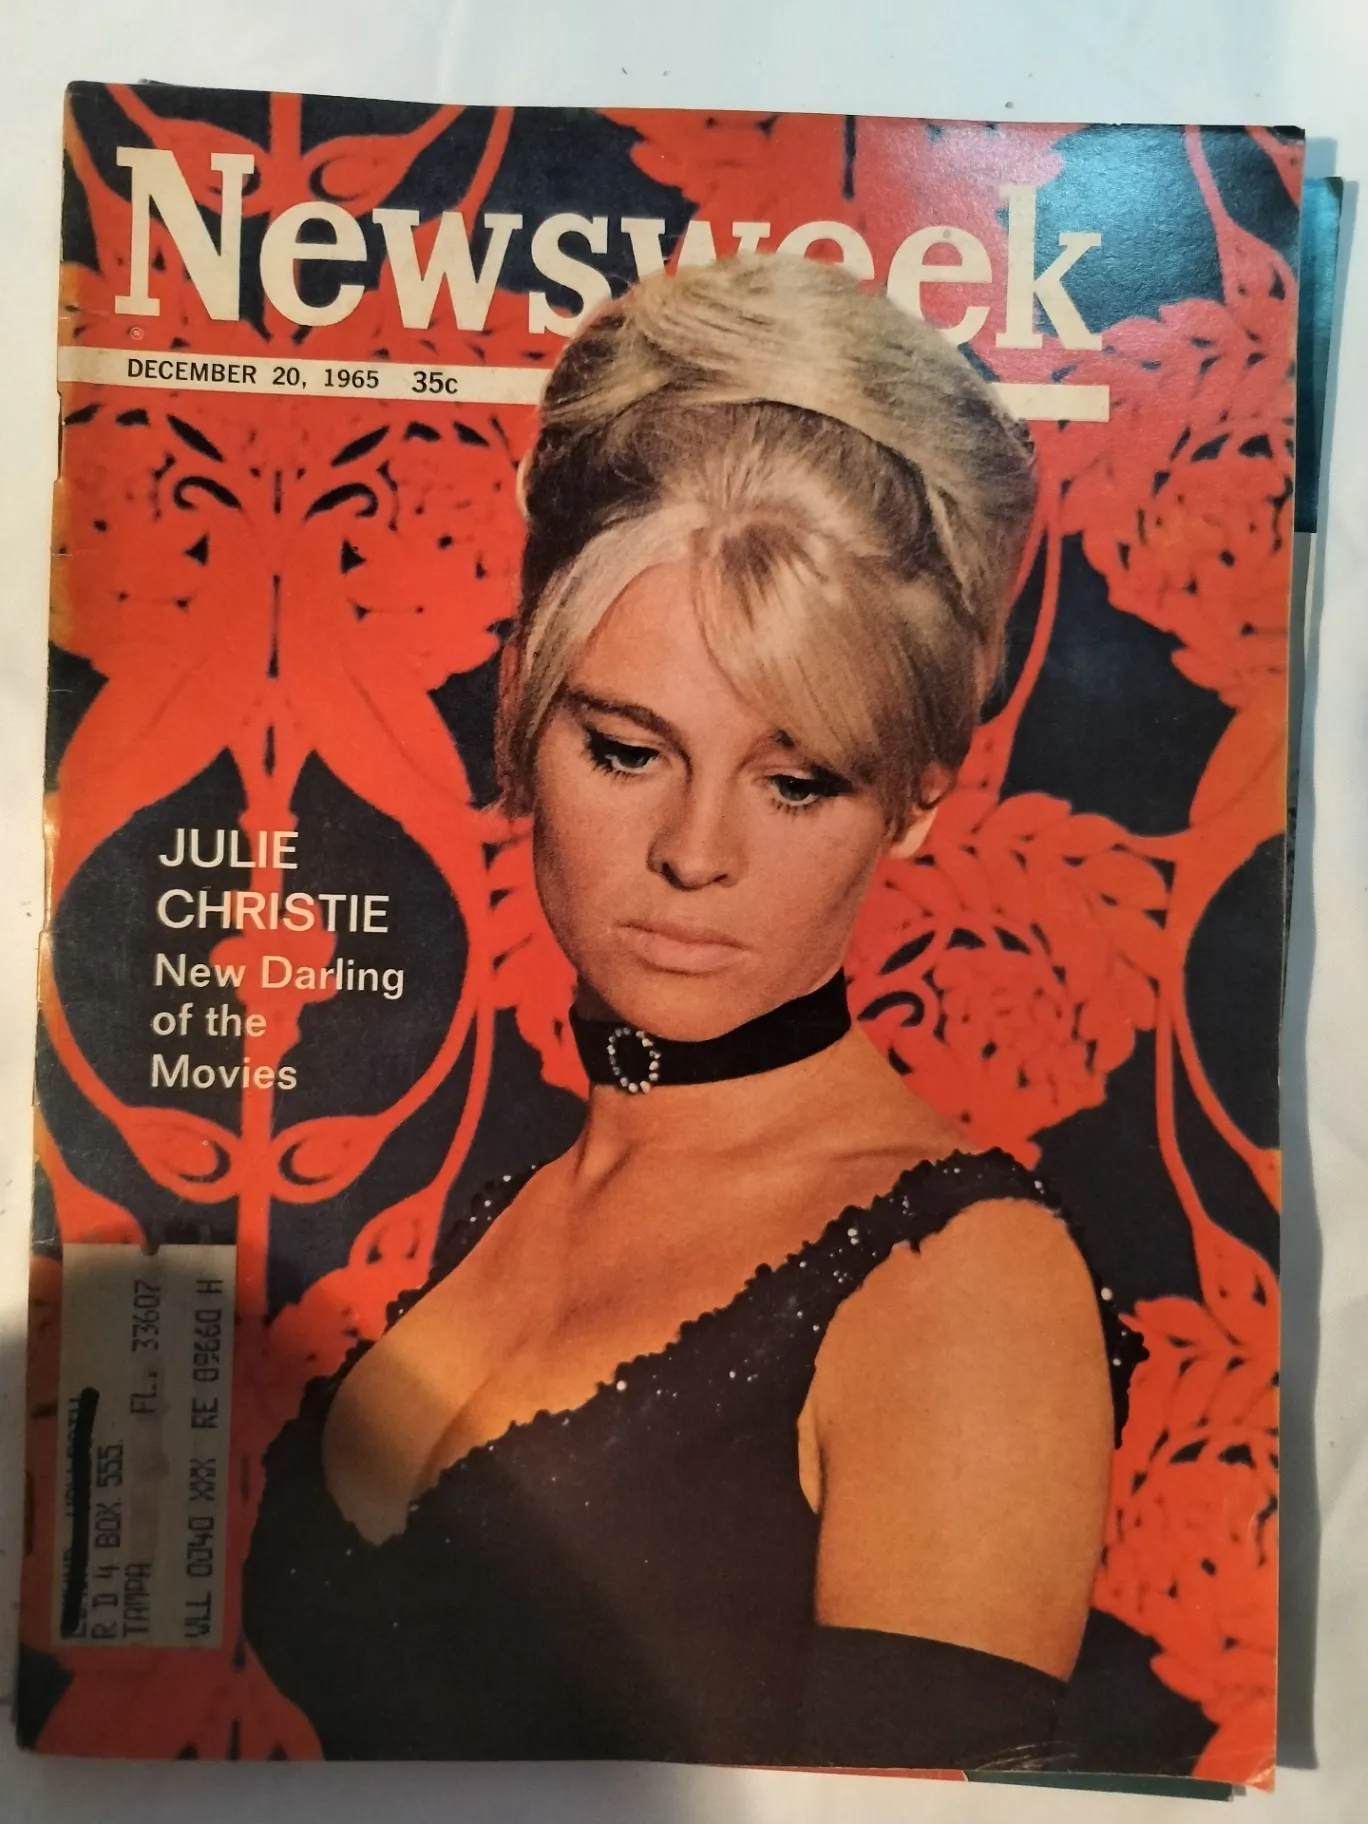 Newsweek
®
DECEMBER 20, 1965 35c
JULIE
CHRISTIE
New Darling
of the
Movies
R D 4 BOX 555
TAMPA FL. 33607
WLL 0040 XXX RE 09660 H